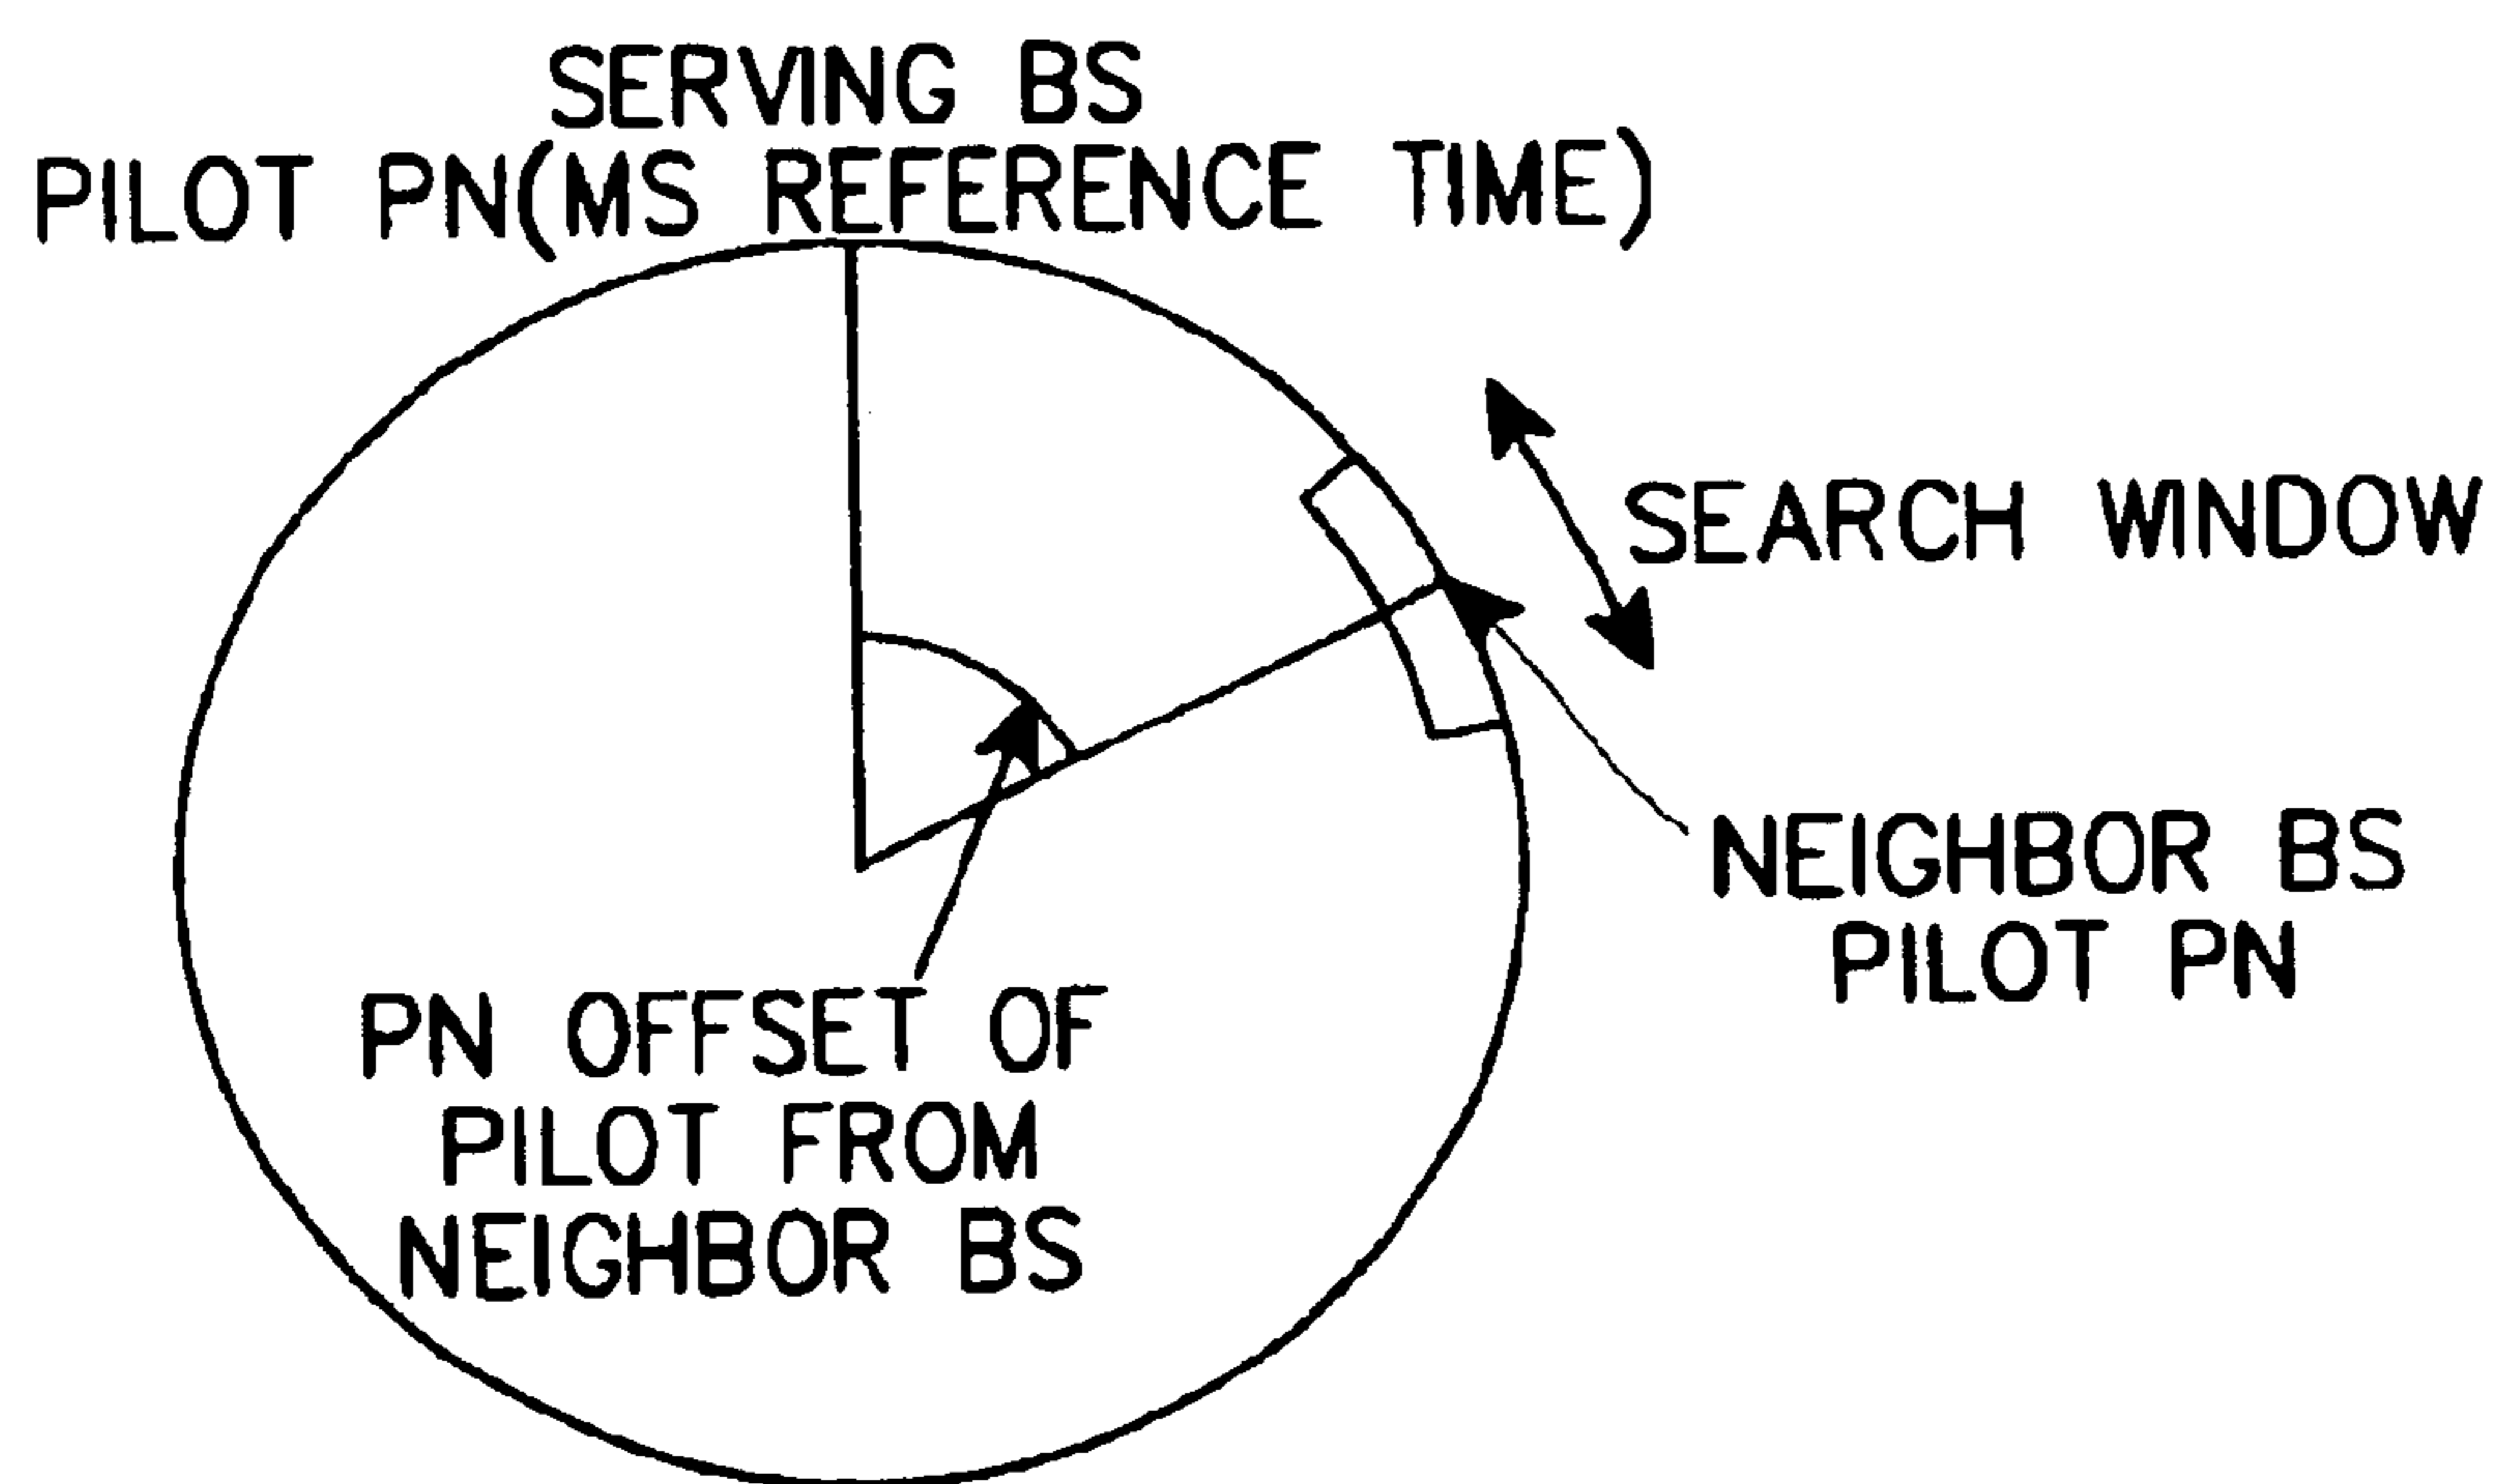 SERVING BS
PILOT PN(MS REFERENCE TIME)
SEARCH WINDOW
NEIGHBOR BS
PILOT PN
PN OFFSET OF
PILOT FROM
NEIGHBOR BS